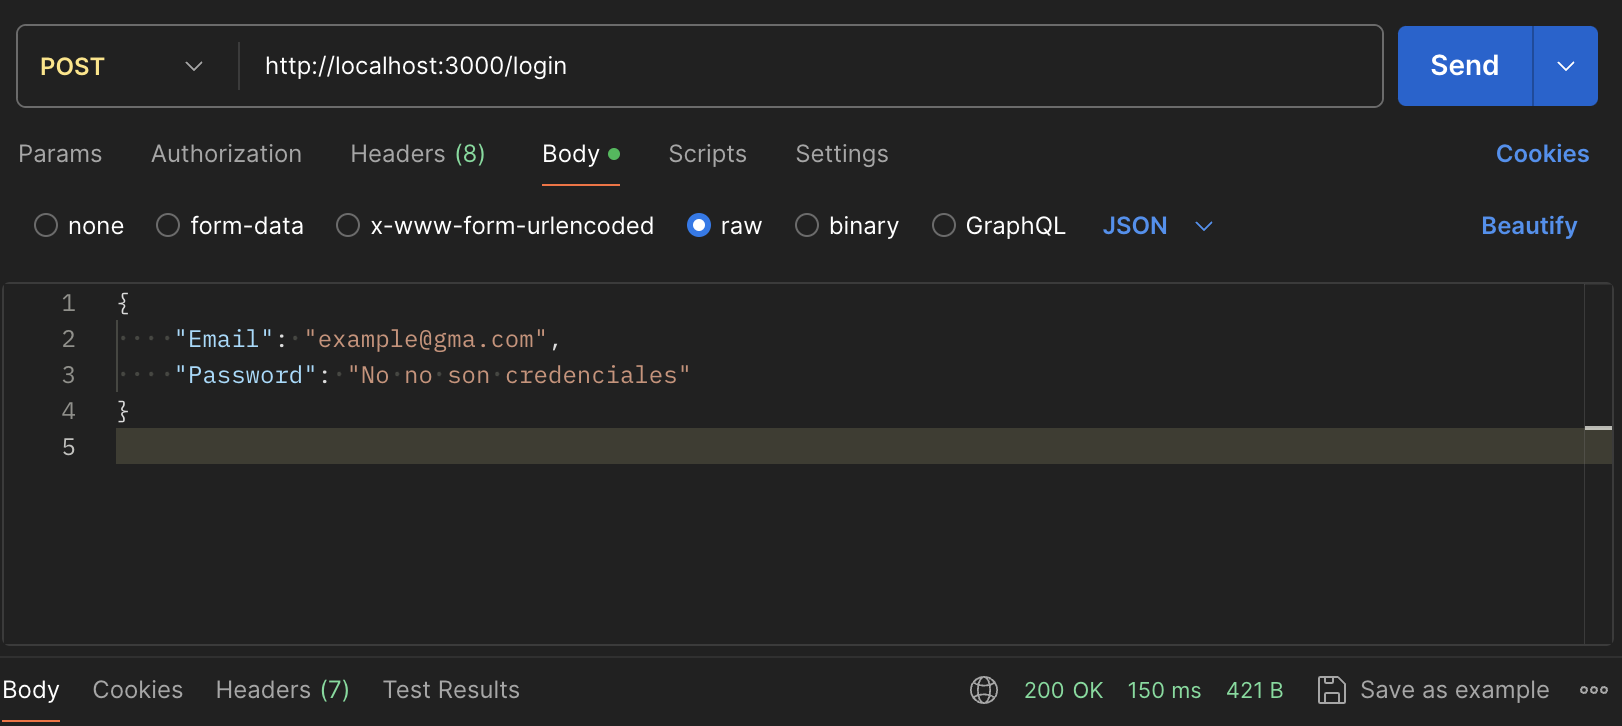 POST http://localhost:3000/login Send
Params Authorization Headers (8) Body Scripts Settings Cookies
none form-data x-www-form-urlencoded raw binary GraphQL JSON Beautify
1 {
2 ····"Email":·"example@gma.com",
3 ····"Password":·"No·no·son·credenciales"
4 }
5
Body Cookies Headers (7) Test Results 200 OK 150 ms 421 B Save as example